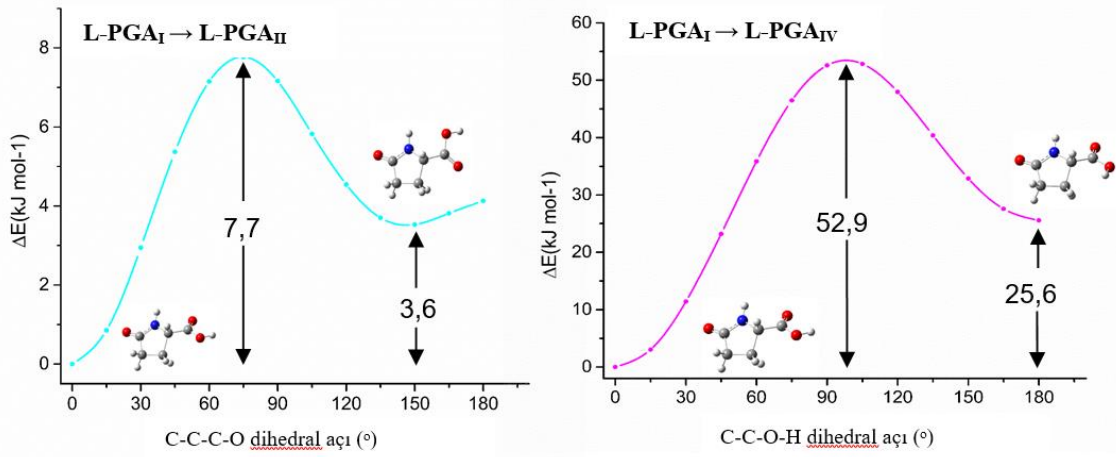 L-PGAI → L-PGAII
ΔE(kJ mol-1)
8
6
4
2
0
7,7
3,6
0 30 60 90 120 150 180
C-C-C-O dihedral açı (o)
L-PGAI → L-PGAIV
ΔE(kJ mol-1)
60
50
40
30
20
10
0
52,9
25,6
0 30 60 90 120 150 180
C-C-O-H dihedral açı (o)